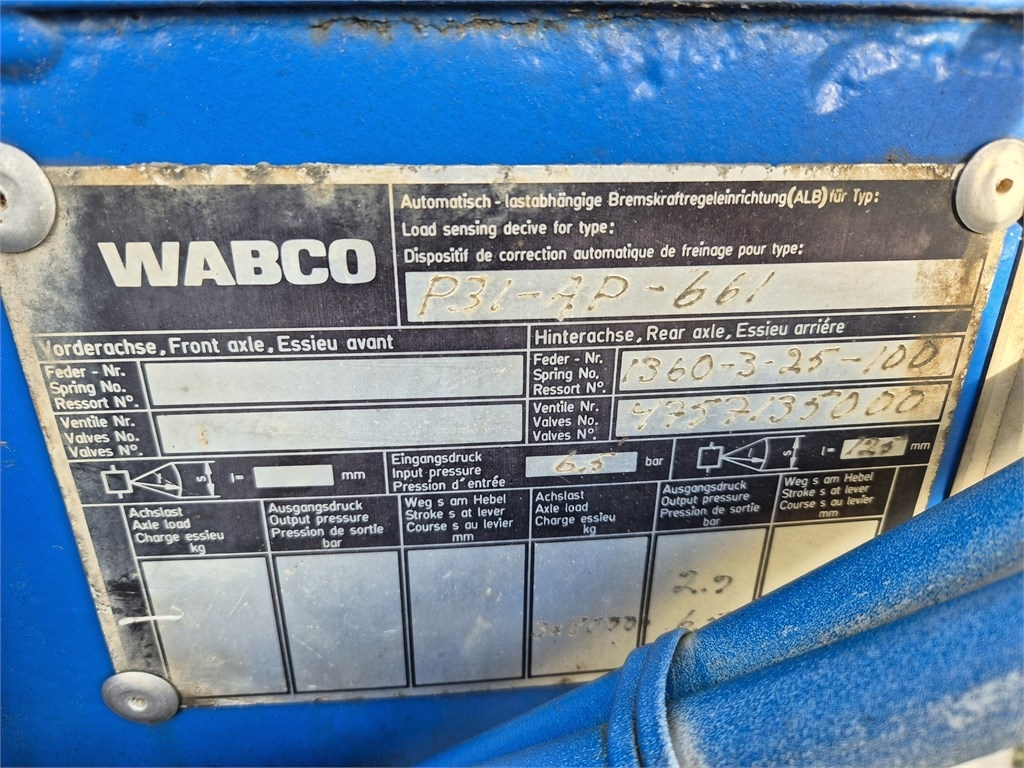 WABCO
Automatisch - lastabhängige Bremskraftregeleinrichtung (ALB) für Typ:
Load sensing decive for type:
Dispositif de correction automatique de freinage pour type:
P31-AP-661
Vorderachse, Front axle, Essieu avant
Hinterachse, Rear axle, Essieu arriére
Feder - Nr.
Spring No.
Ressort N°.
Feder - Nr.
Spring No.
Ressort N°.
1360-3-25-100
Ventile Nr.
Valves No.
Valves N°.
Ventile Nr.
Valves No.
Valves N°.
4757135000
l= mm
Eingangsdruck
Input pressure
Pression d'entrée
6.5 bar
l= 125 mm
Achslast
Axle load
Charge essieu
kg
Ausgangsdruck
Output pressure
Pression de sortie
bar
Weg s am Hebel
Stroke s at lever
Course s au levier
mm
Achslast
Axle load
Charge essieu
kg
Ausgangsdruck
Output pressure
Pression de sortie
bar
Weg s am Hebel
Stroke s at lever
Course s au levier
mm